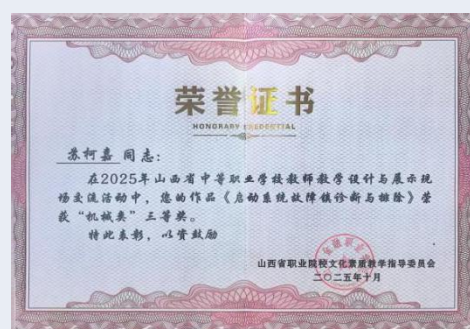 荣誉证书
HONORARY CREDENTIAL
苏柯嘉 同志：
在2025年山西省中等职业学校教师教学设计与展示现
场交流活动中，您的作品《启动系统故障镇诊断与排除》荣
获“机械类”三等奖。
特此表彰，以资鼓励
山西省职业院校文化素质教学指导委员会
二〇二五年十月